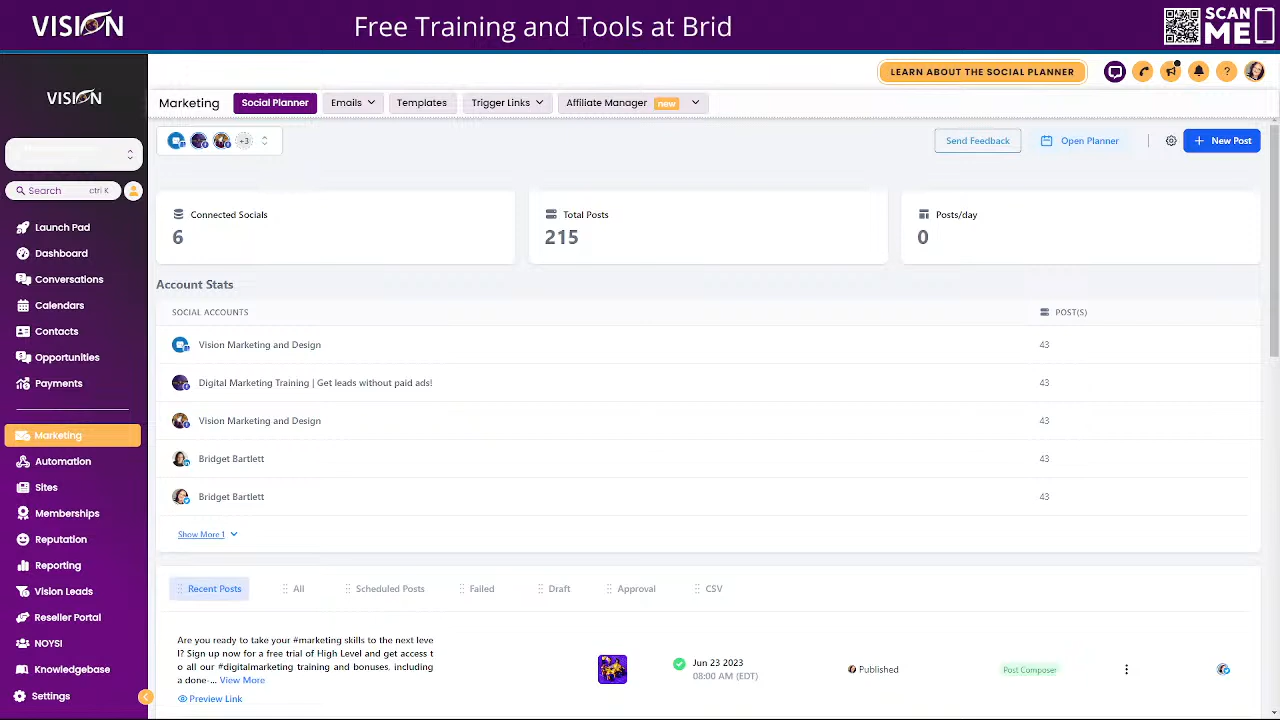 VISION
Free Training and Tools at Brid
SCAN
ME
LEARN ABOUT THE SOCIAL PLANNER
?
VISION
Marketing
Social Planner
Emails
Templates
Trigger Links
Affiliate Manager new
+3
Send Feedback
Open Planner
+ New Post
Search ctrl K
Launch Pad
Dashboard
Conversations
Calendars
Contacts
Opportunities
Payments
Marketing
Automation
Sites
Memberships
Reputation
Reporting
Vision Leads
Reseller Portal
NOYSI
Knowledgebase
Settings
Connected Socials
6
Total Posts
215
Posts/day
0
Account Stats
SOCIAL ACCOUNTS
POST(S)
Vision Marketing and Design
43
Digital Marketing Training | Get leads without paid ads!
43
Vision Marketing and Design
43
Bridget Bartlett
43
Bridget Bartlett
43
Show More 1
Recent Posts
All
Scheduled Posts
Failed
Draft
Approval
CSV
Are you ready to take your #marketing skills to the next leve
l? Sign up now for a free trial of High Level and get access t
o all our #digitalmarketing training and bonuses, including
a done-... View More
Preview Link
Jun 23 2023
08:00 AM (EDT)
Published
Post Composer